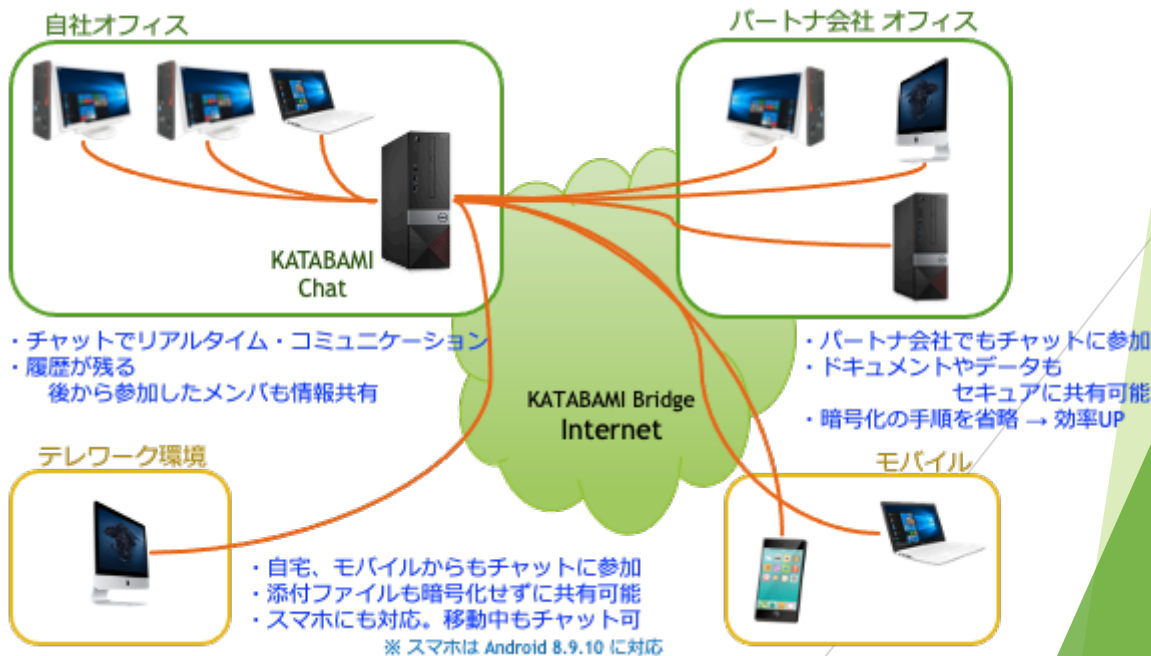 自社オフィス
パートナ会社 オフィス
KATABAMI
Chat
・チャットでリアルタイム・コミュニケーション
・履歴が残る
後から参加したメンバも情報共有
・パートナ会社でもチャットに参加
・ドキュメントやデータも
セキュアに共有可能
・暗号化の手順を省略 → 効率UP
KATABAMI Bridge
Internet
テレワーク環境
モバイル
・自宅、モバイルからもチャットに参加
・添付ファイルも暗号化せずに共有可能
・スマホにも対応。移動中もチャット可
※ スマホは Android 8.9.10 に対応